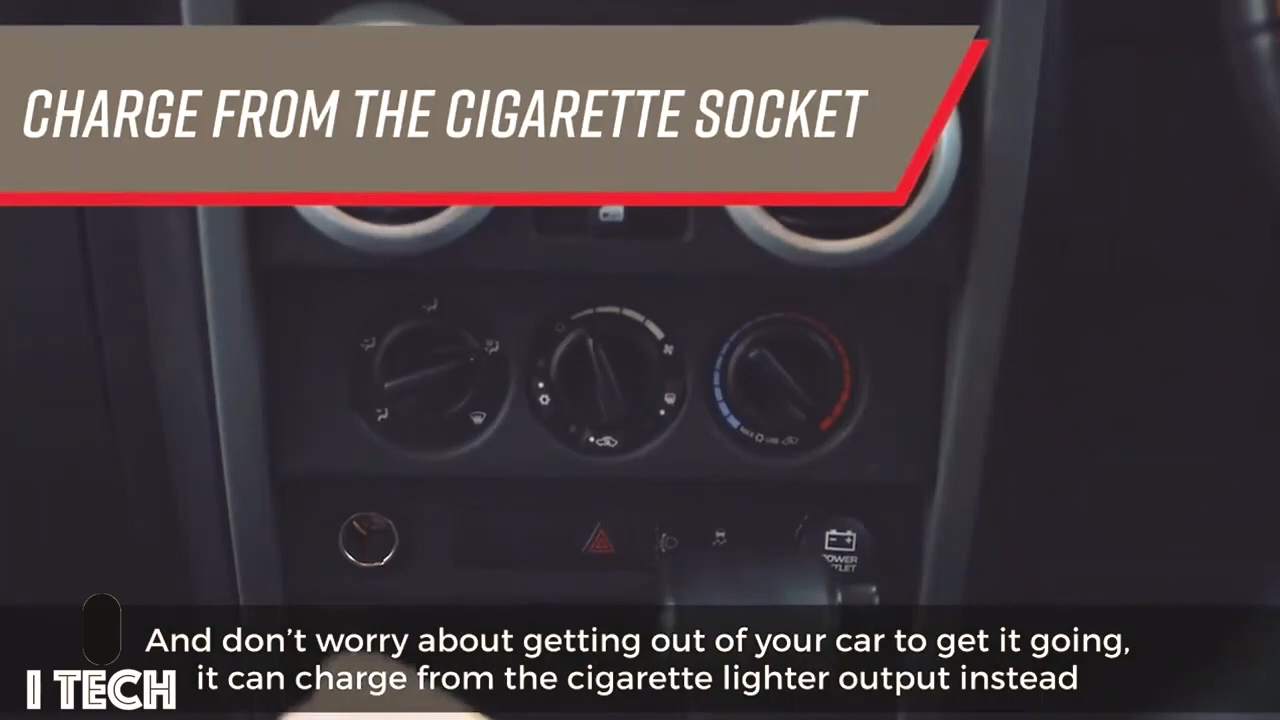 CHARGE FROM THE CIGARETTE SOCKET
POWER
OUTLET
And don't worry about getting out of your car to get it going,
it can charge from the cigarette lighter output instead
I TECH